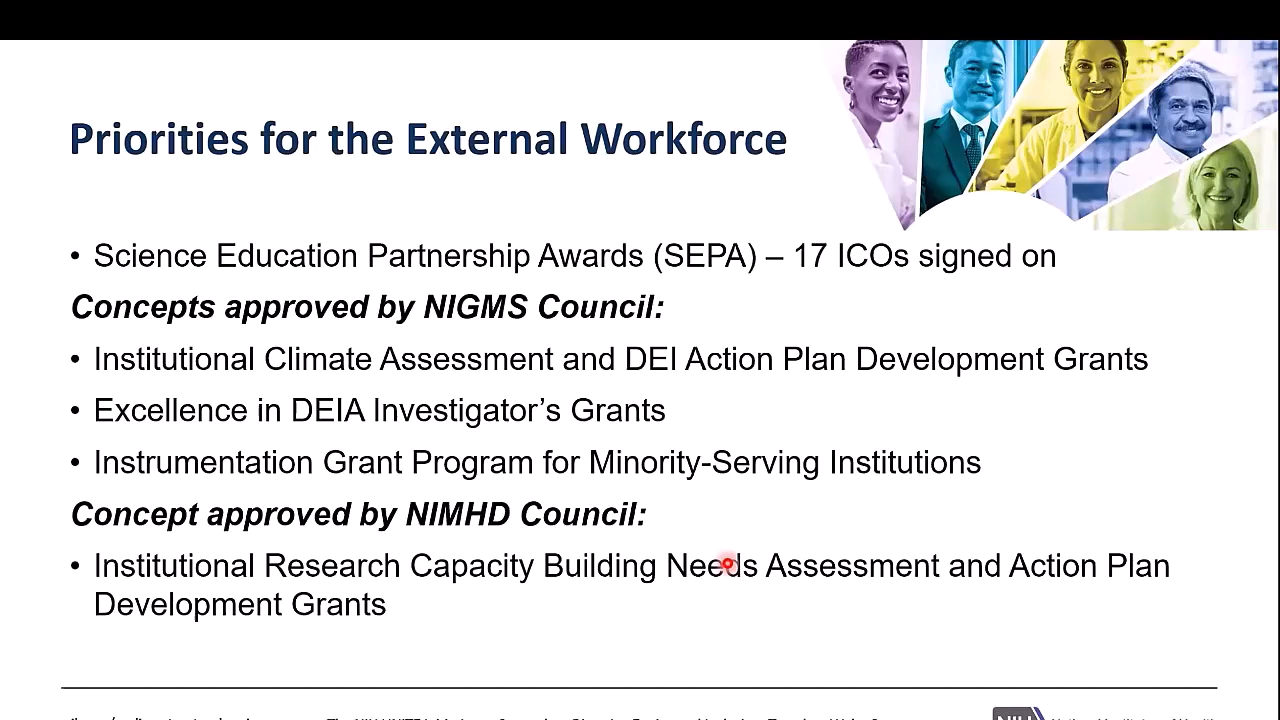 Priorities for the External Workforce
• Science Education Partnership Awards (SEPA) – 17 ICOs signed on
Concepts approved by NIGMS Council:
• Institutional Climate Assessment and DEI Action Plan Development Grants
• Excellence in DEIA Investigator’s Grants
• Instrumentation Grant Program for Minority-Serving Institutions
Concept approved by NIMHD Council:
• Institutional Research Capacity Building Needs Assessment and Action Plan
Development Grants
NIH